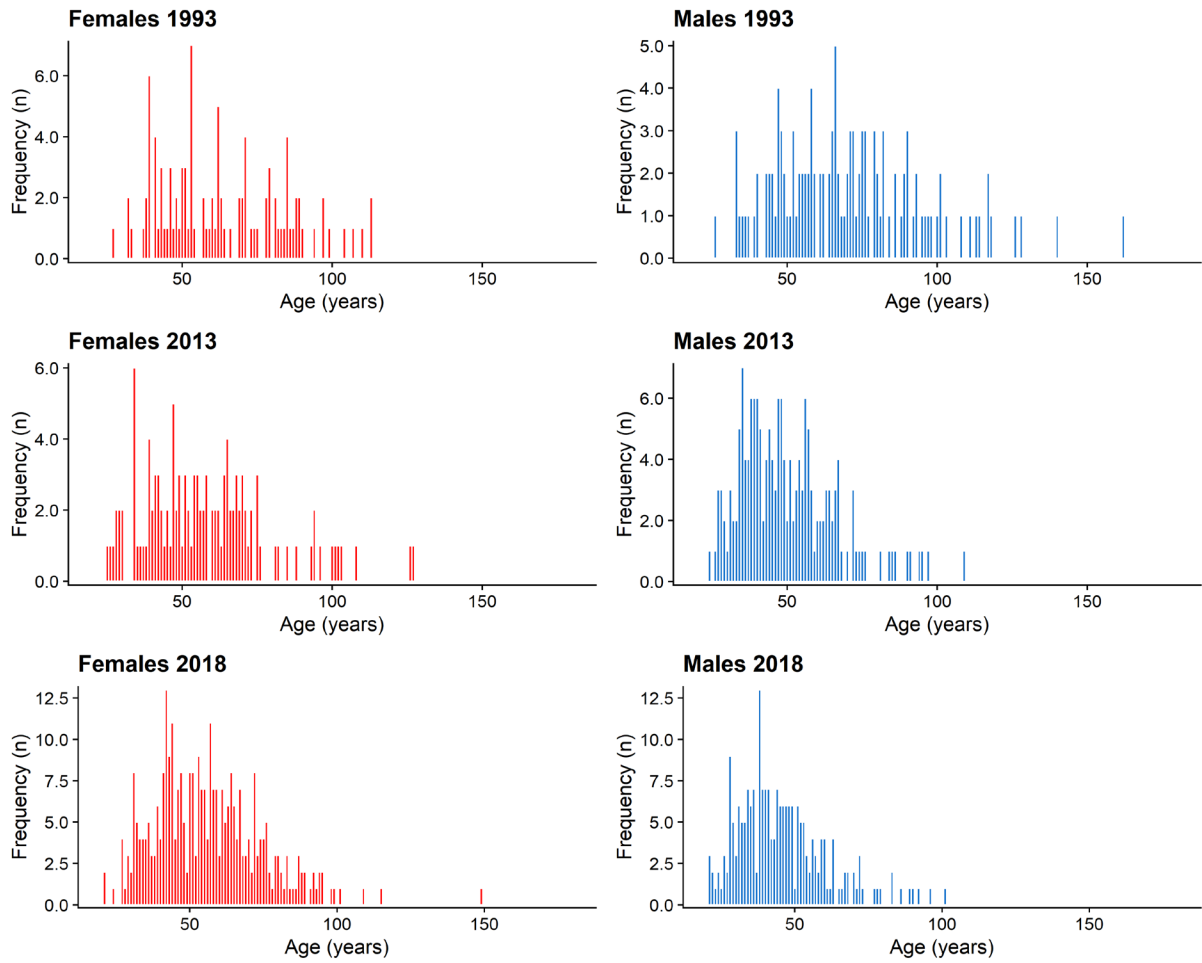 Females 1993
Males 1993
Frequency (n)
6.0
4.0
2.0
0.0
50
100
150
Age (years)
Frequency (n)
5.0
4.0
3.0
2.0
1.0
0.0
50
100
150
Age (years)
Females 2013
Males 2013
Frequency (n)
6.0
4.0
2.0
0.0
50
100
150
Age (years)
Frequency (n)
6.0
4.0
2.0
0.0
50
100
150
Age (years)
Females 2018
Males 2018
Frequency (n)
12.5
10.0
7.5
5.0
2.5
0.0
50
100
150
Age (years)
Frequency (n)
12.5
10.0
7.5
5.0
2.5
0.0
50
100
150
Age (years)